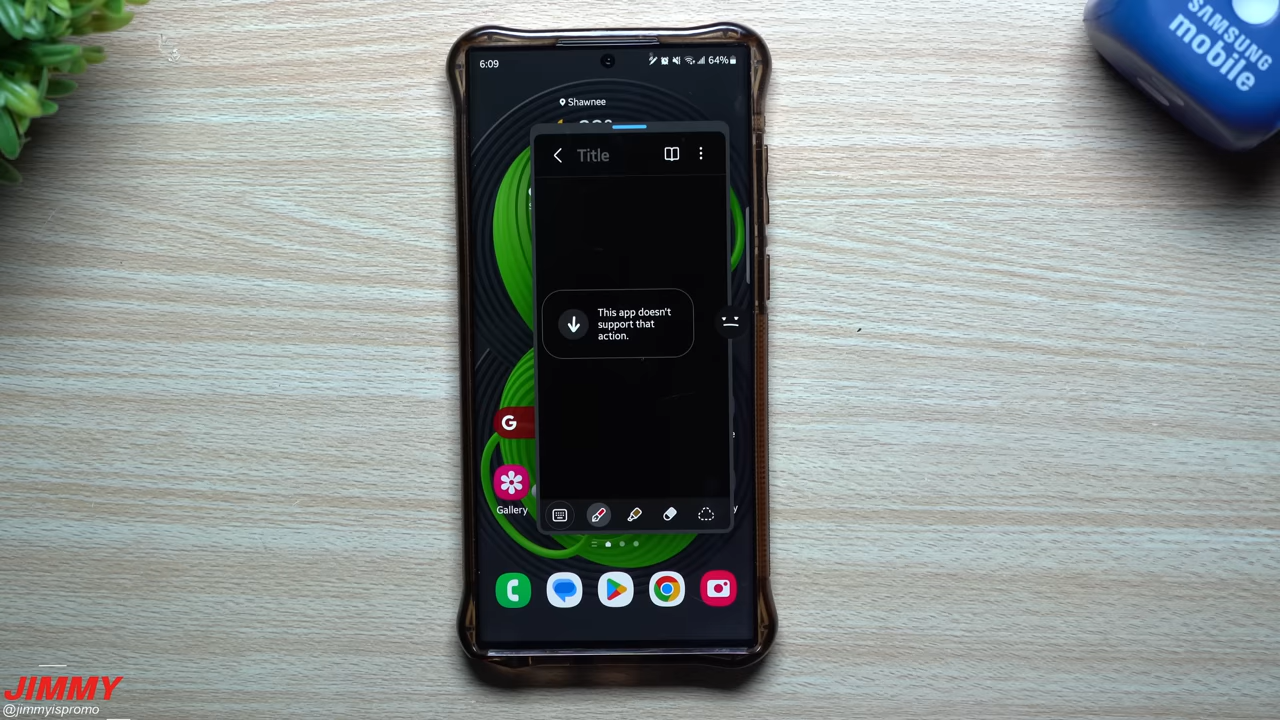 SAMSUNG
mobile
6:09
64%
Shawnee
Title
This app doesn't
support that
action.
G
Gallery
JIMMY
@jimmyispromo